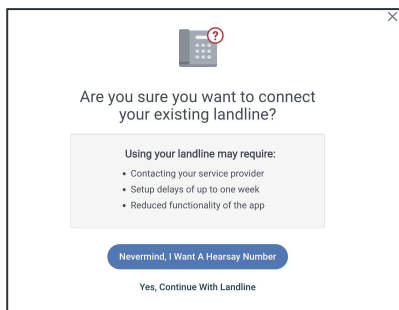 ?
Are you sure you want to connect
your existing landline?
Using your landline may require:
• Contacting your service provider
• Setup delays of up to one week
• Reduced functionality of the app
Nevermind, I Want A Hearsay Number
Yes, Continue With Landline